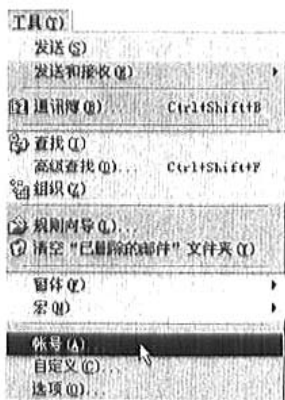 工具(T)
发送(S)
发送和接收(R)
通讯簿(B)... Ctrl+Shift+B
查找(I)
高级查找(D)... Ctrl+Shift+F
组织(Z)
规则向导(L)...
清空“已删除的邮件”文件夹(Y)
窗体(F)
宏(M)
帐号(A)...
自定义(C)...
选项(O)...